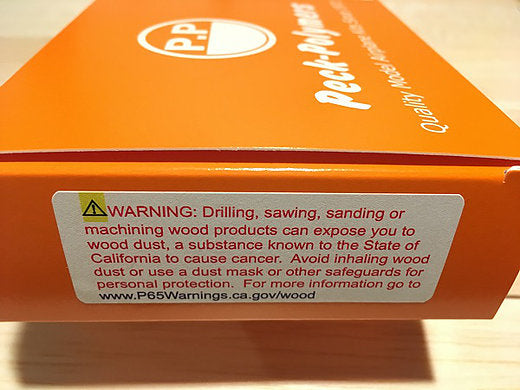 P.P
Peck-Polymers
Quality Model Airplane
WARNING: Drilling, sawing, sanding or
machining wood products can expose you to
wood dust, a substance known to the State of
California to cause cancer. Avoid inhaling wood
dust or use a dust mask or other safeguards for
personal protection. For more information go to
www.P65Warnings.ca.gov/wood